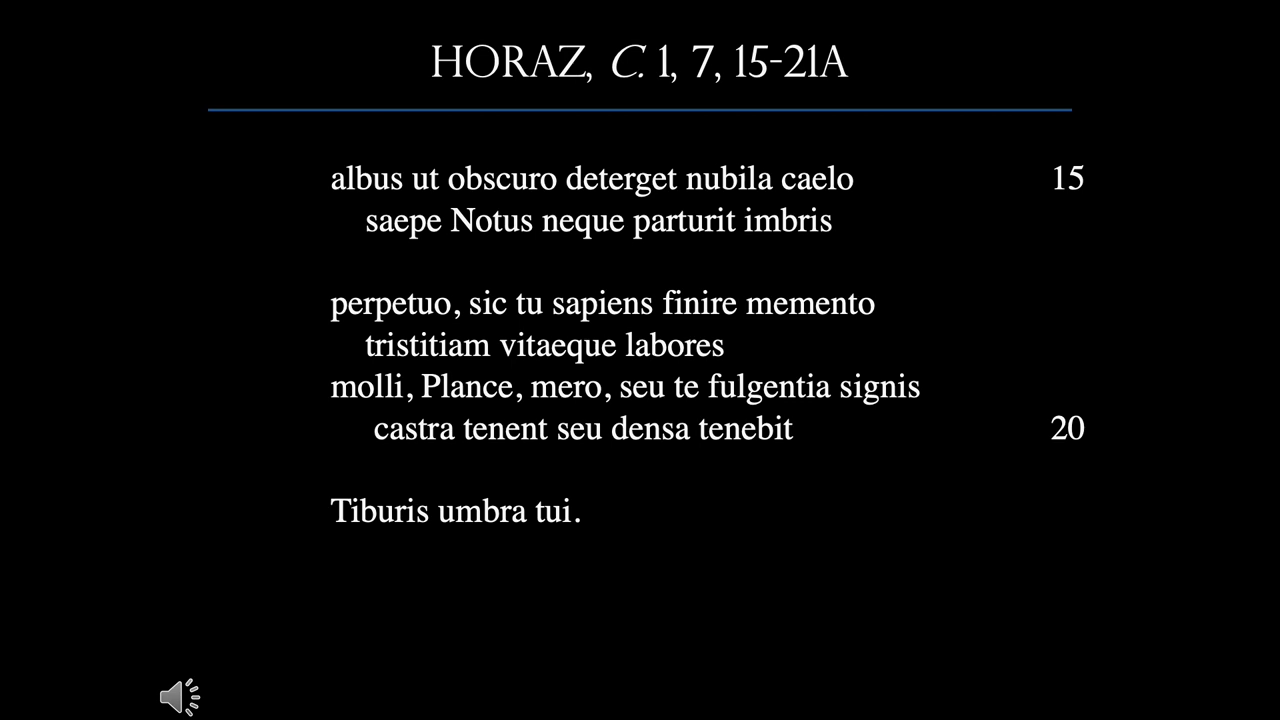 HORAZ, C. 1, 7, 15-21A
albus ut obscuro deterget nubila caelo 15
saepe Notus neque parturit imbris
perpetuo, sic tu sapiens finire memento
tristitiam vitaeque labores
molli, Plance, mero, seu te fulgentia signis
castra tenent seu densa tenebit 20
Tiburis umbra tui.